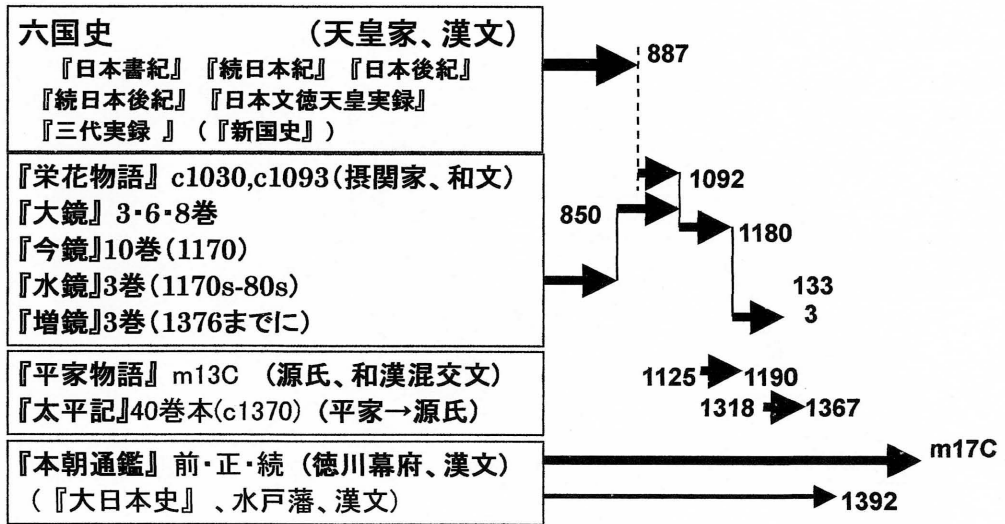 六国史 (天皇家、漢文)
『日本書紀』『続日本紀』『日本後紀』
『続日本後紀』『日本文徳天皇実録』
『三代実録 』(『新国史』)
887
『栄花物語』c1030,c1093(摂関家、和文)
『大鏡』3・6・8巻
『今鏡』10巻(1170)
『水鏡』3巻(1170s-80s)
『増鏡』3巻(1376までに)
1092
850
1180
133
3
『平家物語』m13C (源氏、和漢混交文)
『太平記』40巻本(c1370) (平家→源氏)
1125
1190
1318
1367
『本朝通鑑』前・正・続 (徳川幕府、漢文)
(『大日本史』、水戸藩、漢文)
m17C
1392